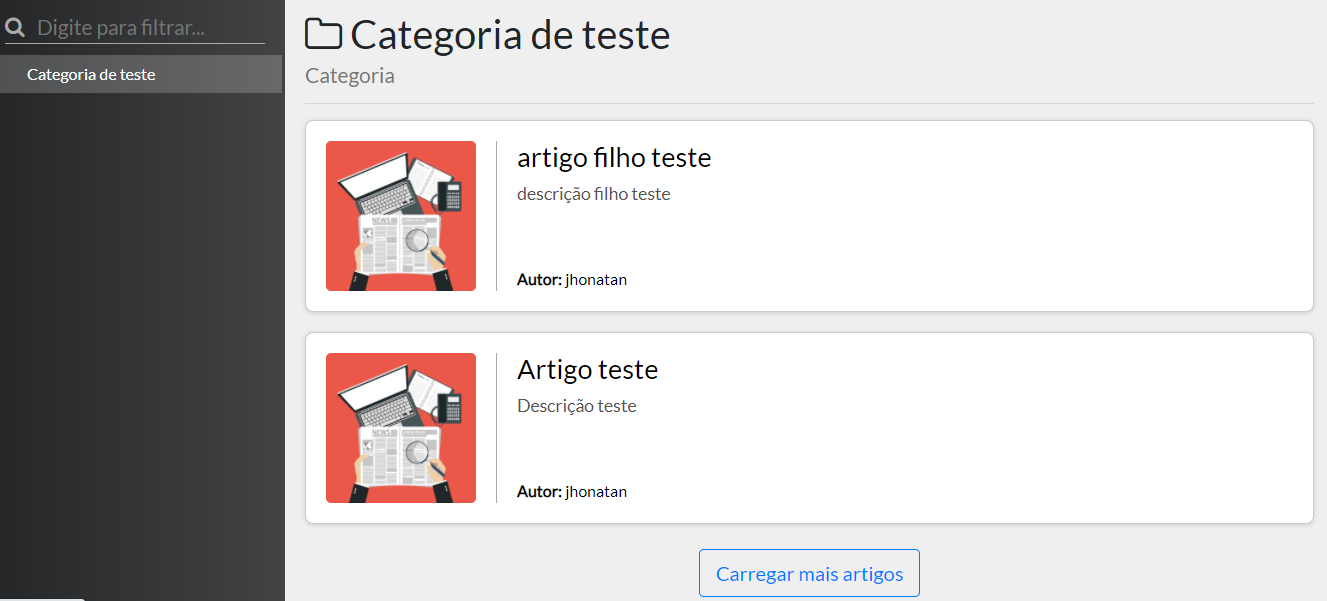 Digite para filtrar...
Categoria de teste
Categoria de teste
Categoria
artigo filho teste
descrição filho teste
Autor: jhonatan
Artigo teste
Descrição teste
Autor: jhonatan
Carregar mais artigos
NEWS
NEWS